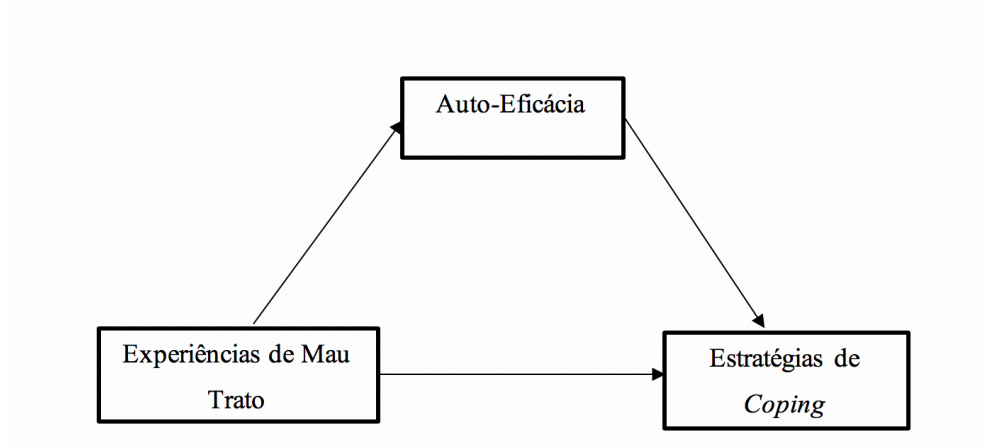 Auto-Eficácia
Experiências de Mau
Trato
Estratégias de
Coping